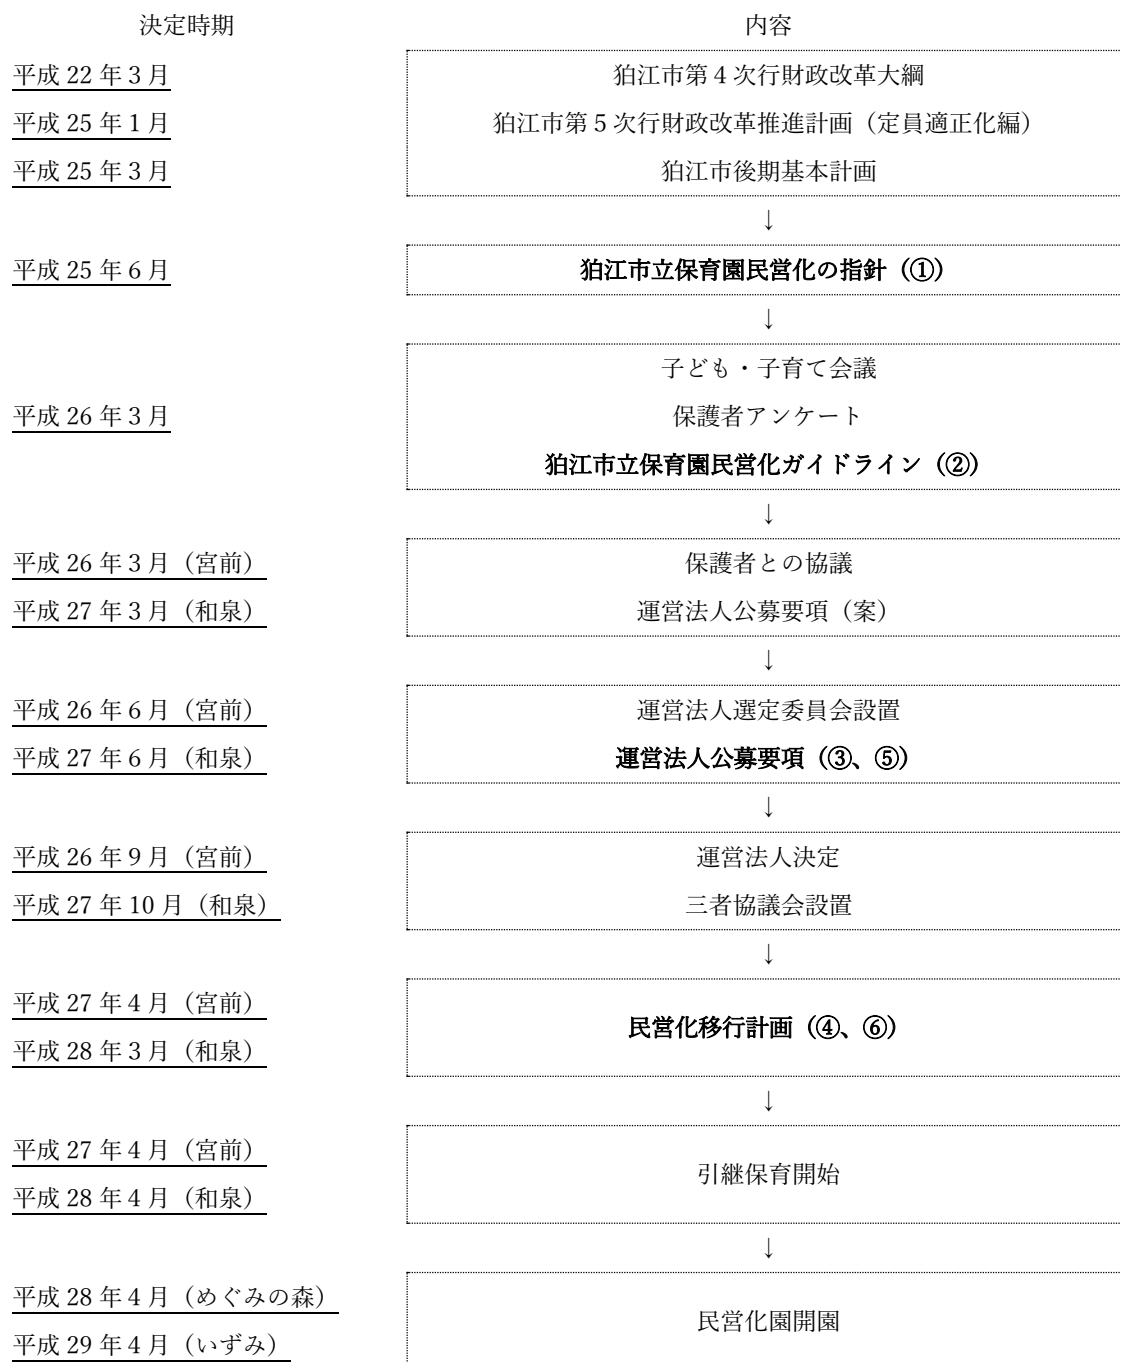 決定時期 内容
平成 22 年 3 月 狛江市第４次行財政改革大綱
平成 25 年 1 月 狛江市第５次行財政改革推進計画（定員適正化編）
平成 25 年 3 月 狛江市後期基本計画
↓
平成 25 年 6 月 狛江市立保育園民営化の指針（①）
↓
子ども・子育て会議
平成 26 年 3 月 保護者アンケート
狛江市立保育園民営化ガイドライン（②）
↓
平成 26 年 3 月（宮前） 保護者との協議
平成 27 年 3 月（和泉） 運営法人公募要項（案）
↓
平成 26 年 6 月（宮前） 運営法人選定委員会設置
平成 27 年 6 月（和泉） 運営法人公募要項（③、⑤）
↓
平成 26 年 9 月（宮前） 運営法人決定
平成 27 年 10 月（和泉） 三者協議会設置
↓
平成 27 年 4 月（宮前）
民営化移行計画（④、⑥）
平成 28 年 3 月（和泉）
↓
平成 27 年 4 月（宮前）
引継保育開始
平成 28 年 4 月（和泉）
↓
平成 28 年 4 月（めぐみの森）
民営化園開園
平成 29 年 4 月（いずみ）